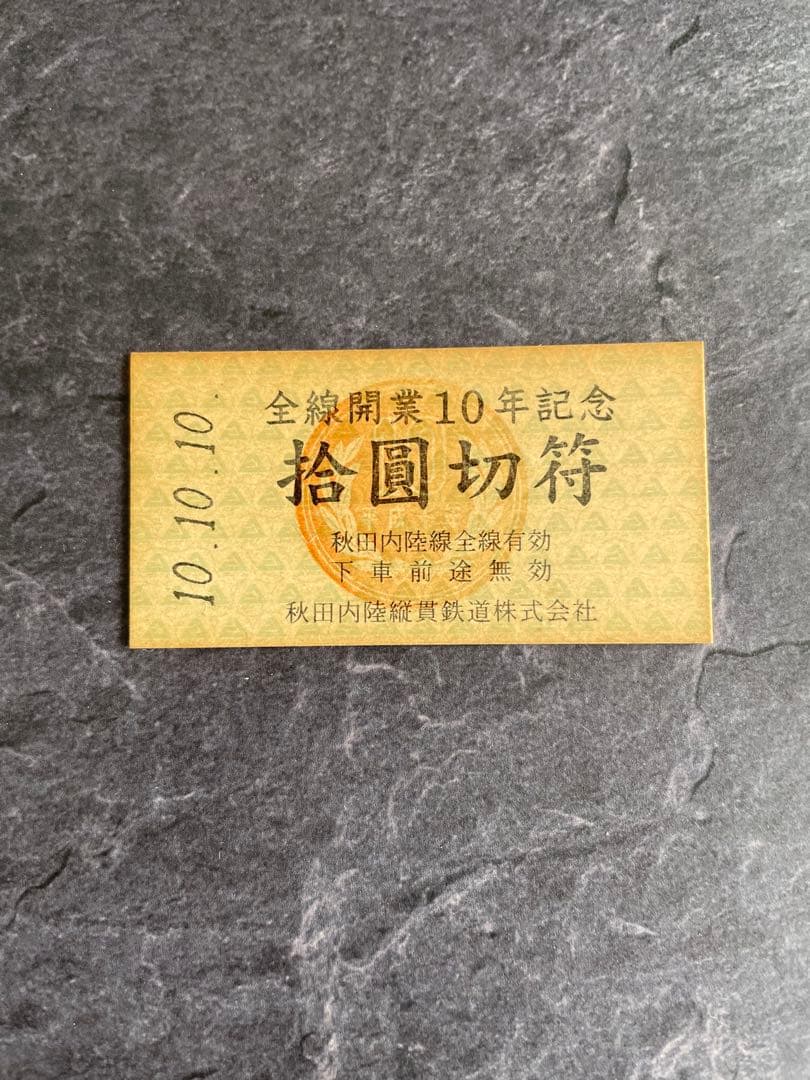 10.10.10.
全線開業10年記念
拾圓切符
秋田内陸線全線有効
下車前途無効
秋田内陸縦貫鉄道株式会社